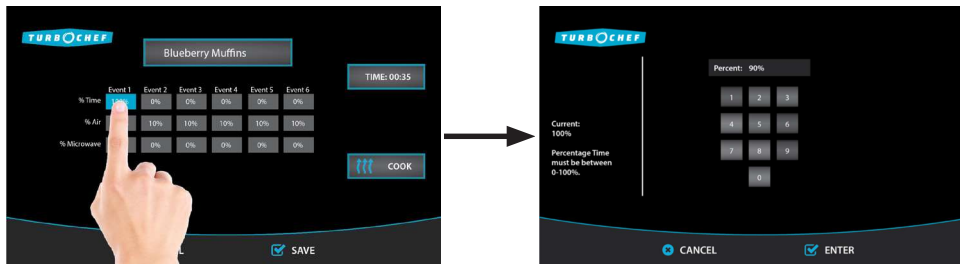 TURBOCHEF
Blueberry Muffins
TIME: 00:35
Event 1 Event 2 Event 3 Event 4 Event 5 Event 6
% Time 0% 0% 0% 0% 0%
% Air 10% 10% 10% 10% 10%
% Microwave 0% 0% 0% 0% 0%
COOK
SAVE
TURBOCHEF
Percent: 90%
1 2 3
4 5 6
7 8 9
0
Current:
100%
Percentage Time
must be between
0-100%.
CANCEL
ENTER